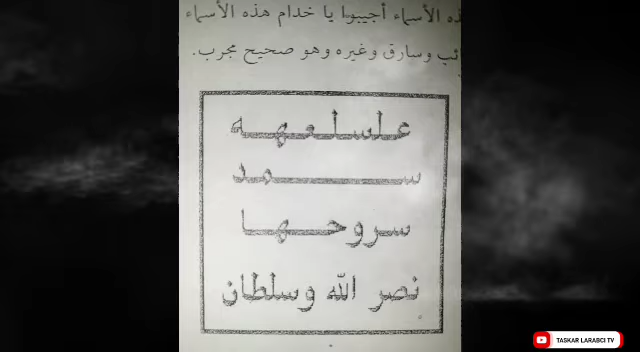 ذه الأسماء أجيبوا يا خدام هذه الأسماء
ئب وسارق وغيره وهو صحيح مجرب.
علسلعهه
سمد
سروحها
نصر الله وسلطان
TASKAR LARABCI TV